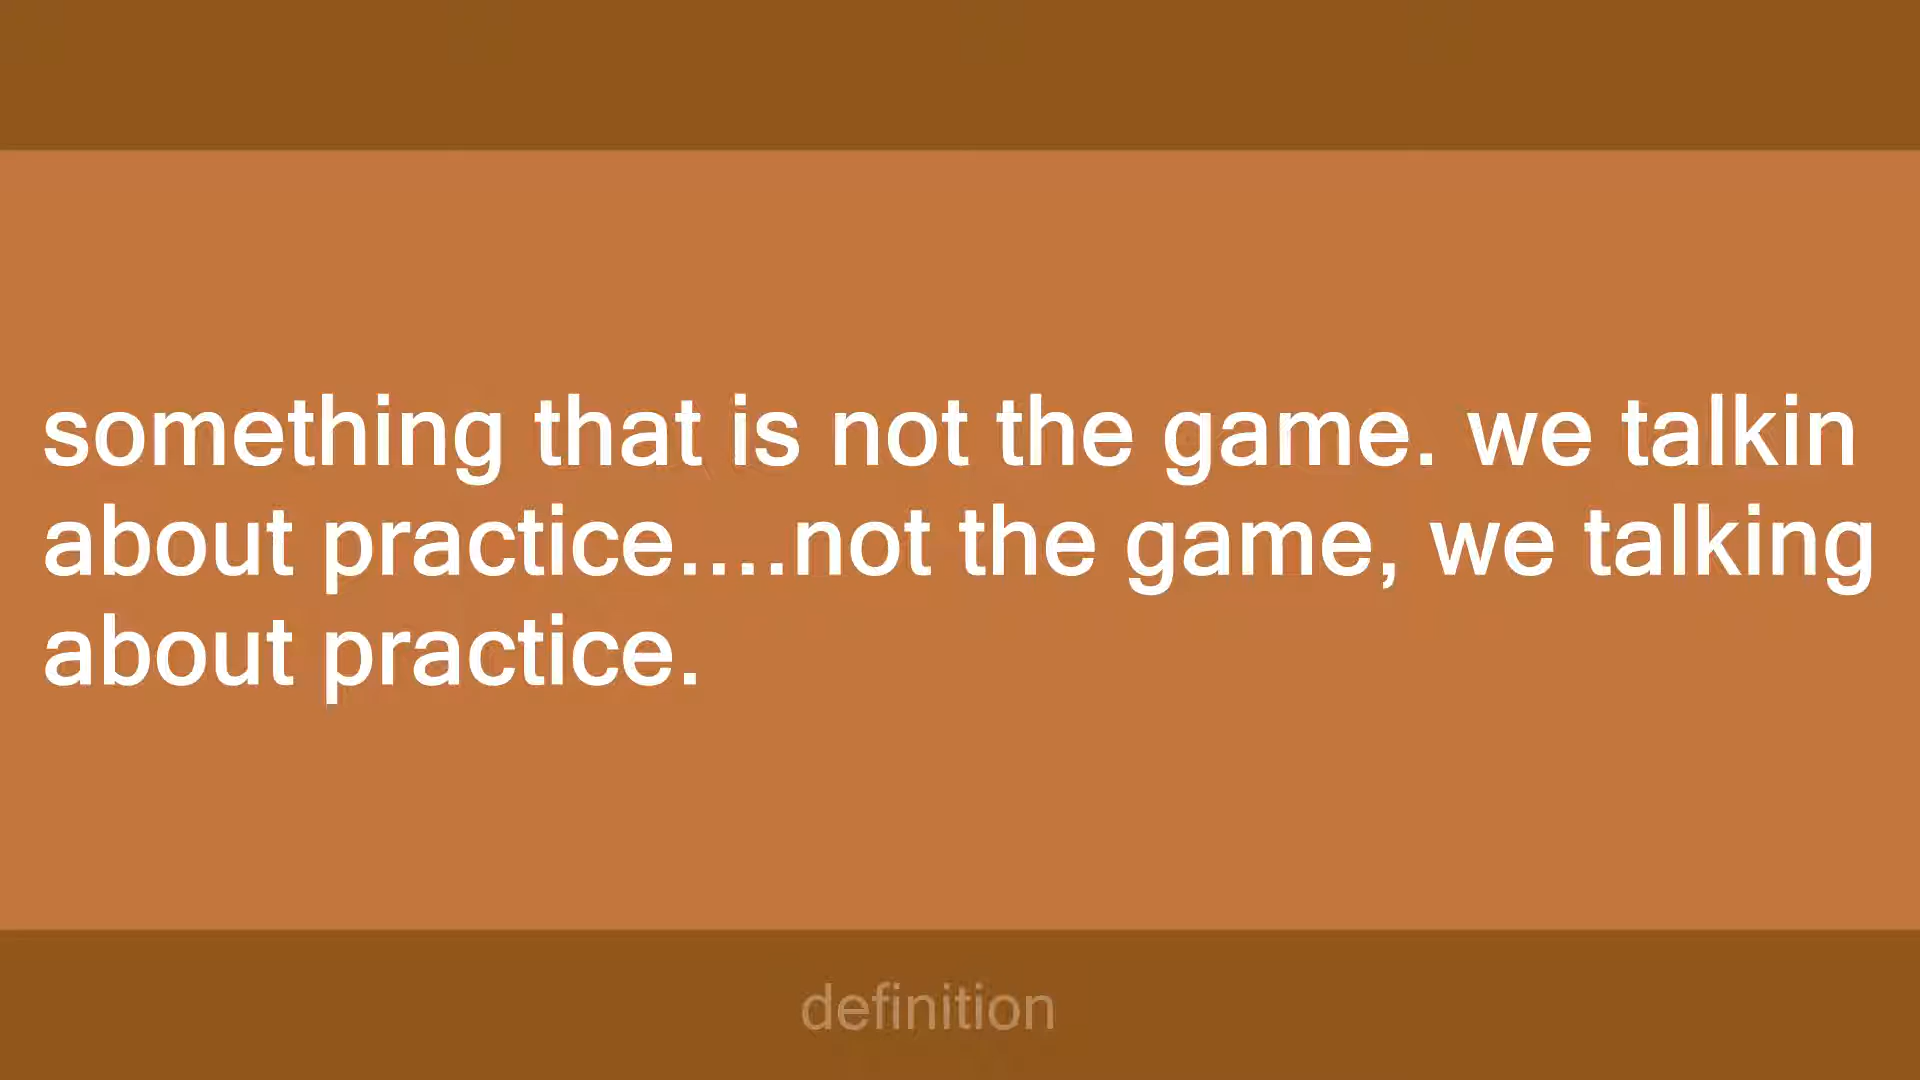 something that is not the game. we talkin
about practice....not the game, we talking
about practice.
definition